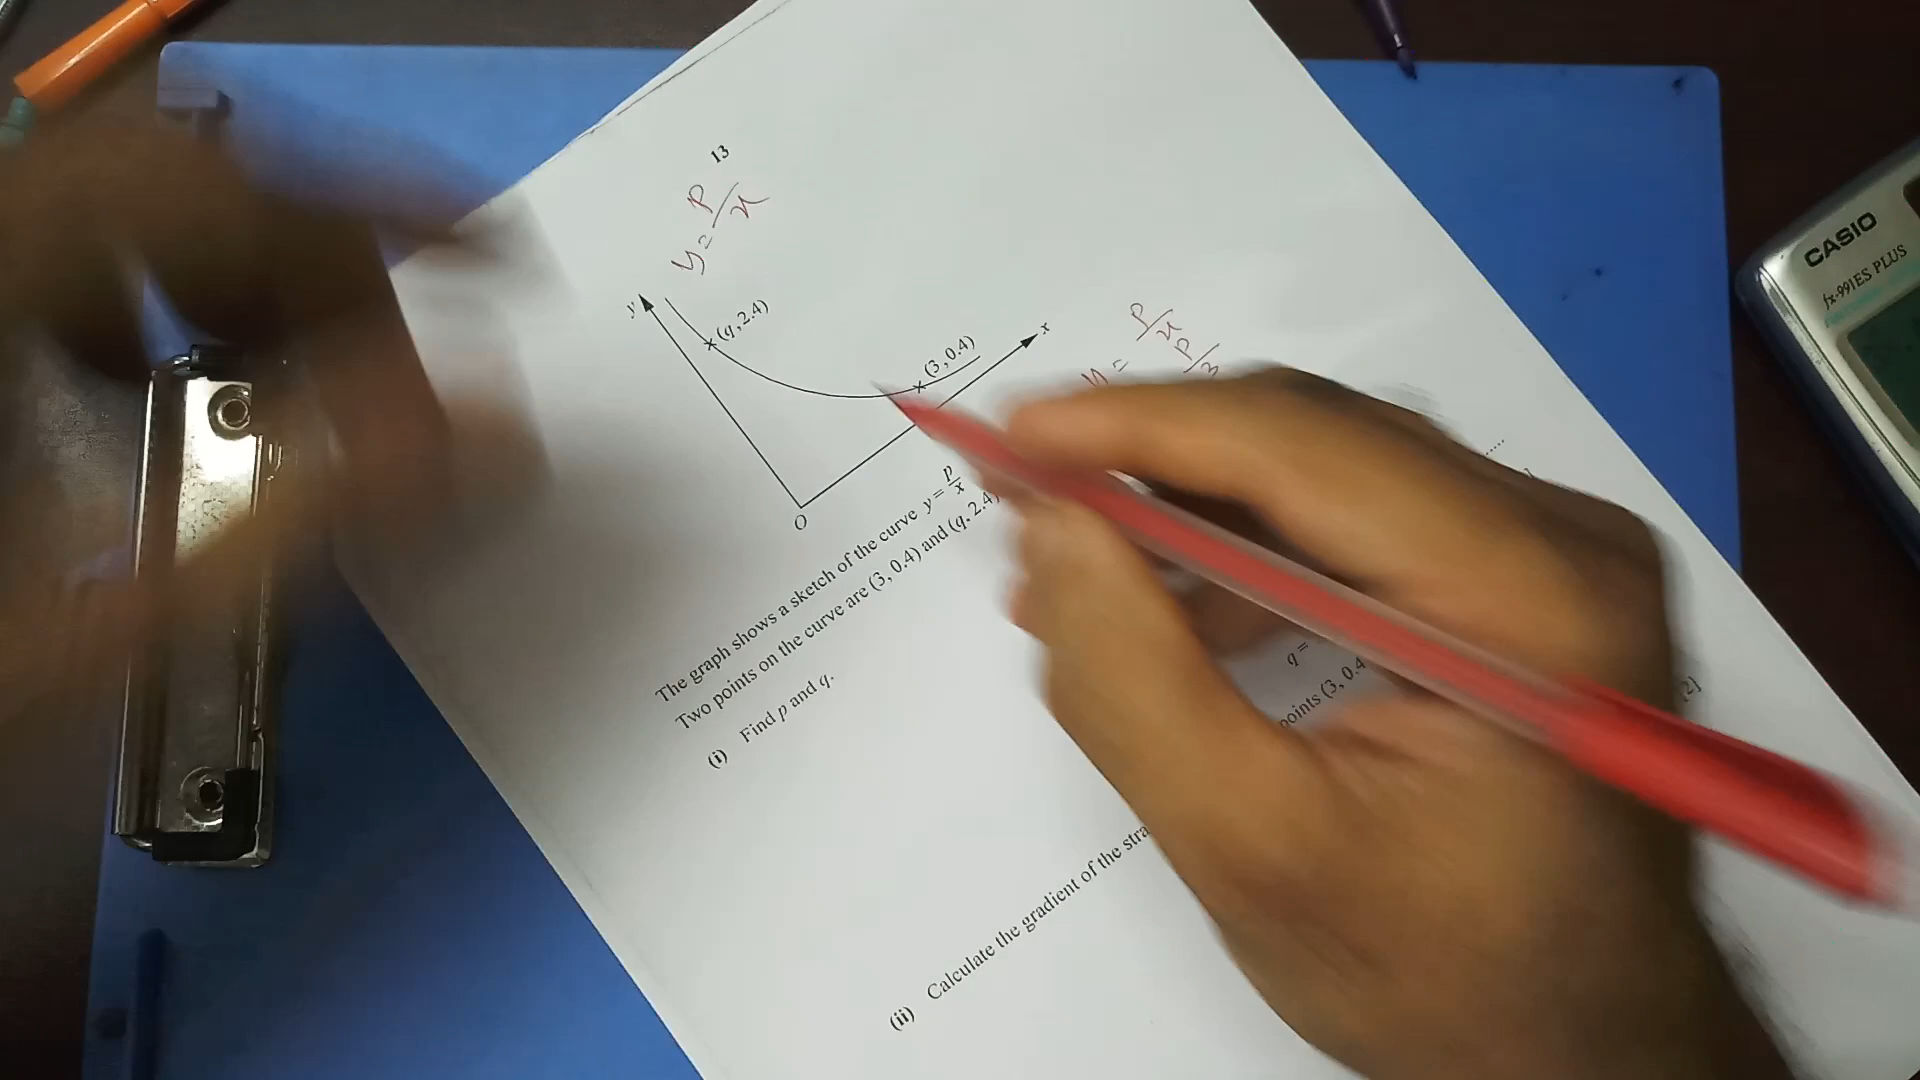 13
y = p/x
y
(q, 2.4)
(3, 0.4)
x
O
y = p/x
p/3
The graph shows a sketch of the curve y = p/x
Two points on the curve are (3, 0.4) and (q, 2.4)
(i) Find p and q.
q =
[2]
(ii) Calculate the gradient of the points (3, 0.4
CASIO
fx-991ES PLUS